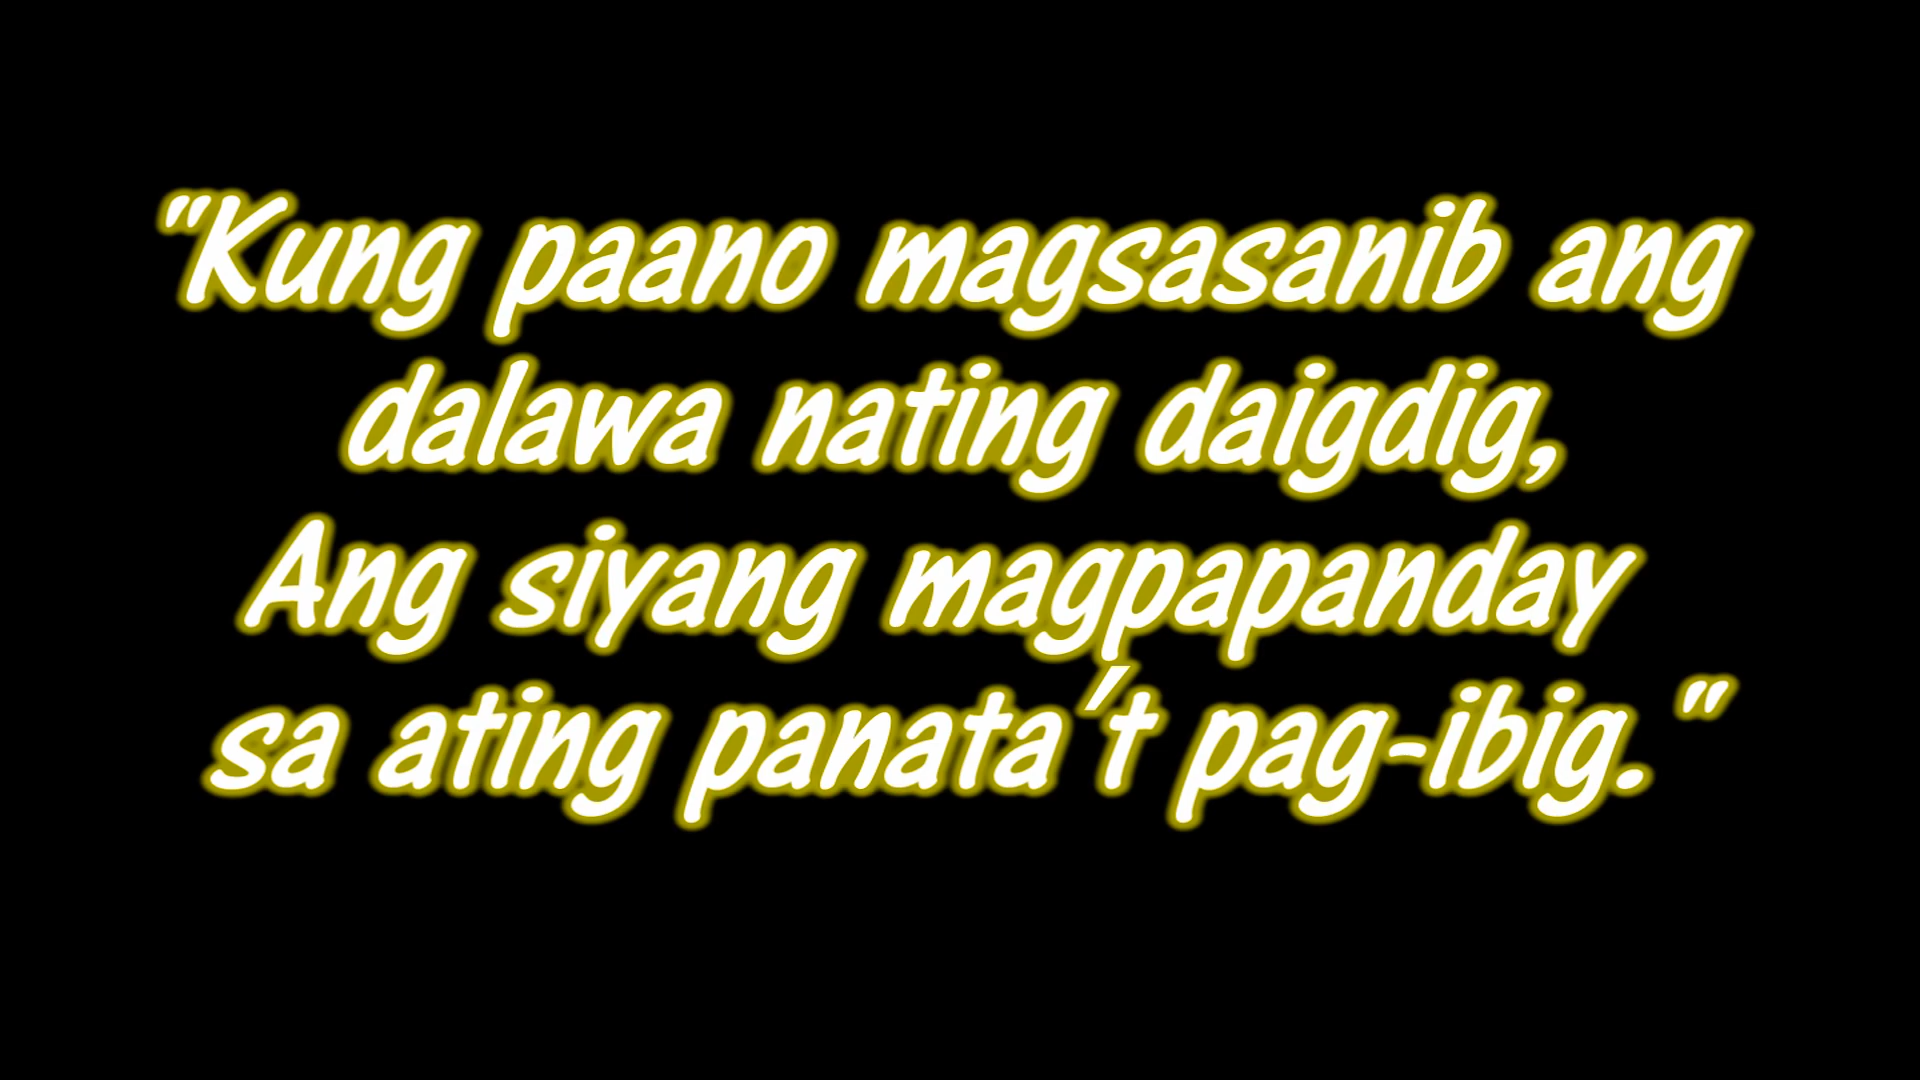 "Kung paano magsasanib ang
dalawa nating daigdig,
Ang siyang magpapanday
sa ating panata't pag-ibig."